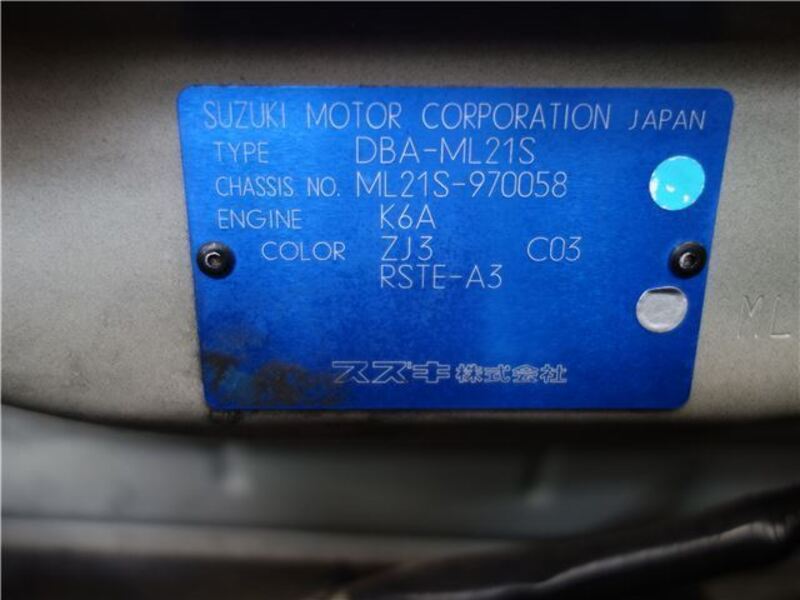 SUZUKI MOTOR CORPORATION JAPAN
TYPE DBA-ML21S
CHASSIS NO. ML21S-970058
ENGINE K6A
COLOR ZJ3 C03
RSTE-A3
スズキ株式会社
ML